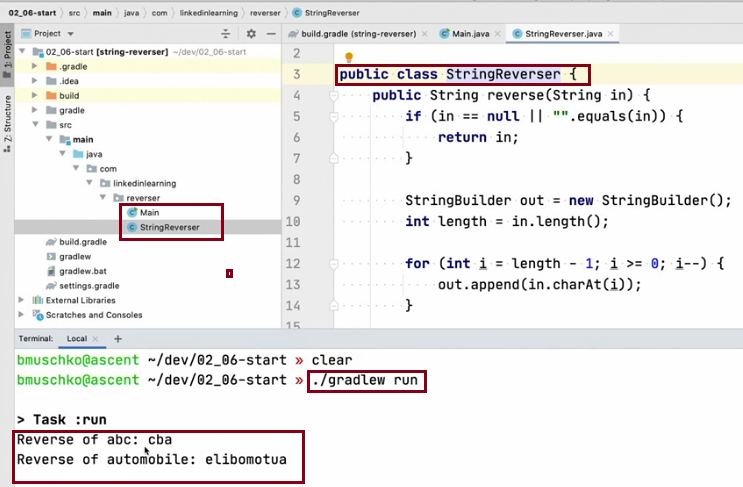 02_06-start > src > main > java > com > linkedinlearning > reverser > StringReverser
Project
build.gradle (string-reverser) × Main.java × StringReverser.java ×
1: Project
Z: Structure
02_06-start [string-reverser] ~/dev/02_06-start
.gradle
.idea
build
gradle
src
main
java
com
linkedinlearning
reverser
Main
StringReverser
build.gradle
gradlew
gradlew.bat
settings.gradle
External Libraries
Scratches and Consoles
2
3 public class StringReverser {
4 public String reverse(String in) {
5 if (in == null || "".equals(in)) {
6 return in;
7 }
8
9 StringBuilder out = new StringBuilder();
10 int length = in.length();
11
12 for (int i = length - 1; i >= 0; i--) {
13 out.append(in.charAt(i));
14 }
15
Terminal: Local × +
bmuschko@ascent ~/dev/02_06-start » clear
bmuschko@ascent ~/dev/02_06-start » ./gradlew run
> Task :run
Reverse of abc: cba
Reverse of automobile: elibomotua